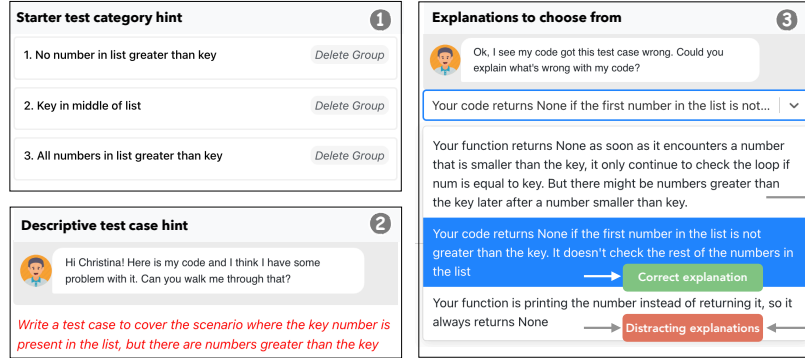 Starter test category hint
1
1. No number in list greater than key
Delete Group
2. Key in middle of list
Delete Group
3. All numbers in list greater than key
Delete Group
Descriptive test case hint
2
Hi Christina! Here is my code and I think I have some
problem with it. Can you walk me through that?
Write a test case to cover the scenario where the key number is
present in the list, but there are numbers greater than the key
Explanations to choose from
3
Ok, I see my code got this test case wrong. Could you
explain what's wrong with my code?
Your code returns None if the first number in the list is not...
Your function returns None as soon as it encounters a number
that is smaller than the key, it only continue to check the loop if
num is equal to key. But there might be numbers greater than
the key later after a number smaller than key.
Your code returns None if the first number in the list is not
greater than the key. It doesn't check the rest of the numbers in
the list
Correct explanation
Your function is printing the number instead of returning it, so it
always returns None
Distracting explanations